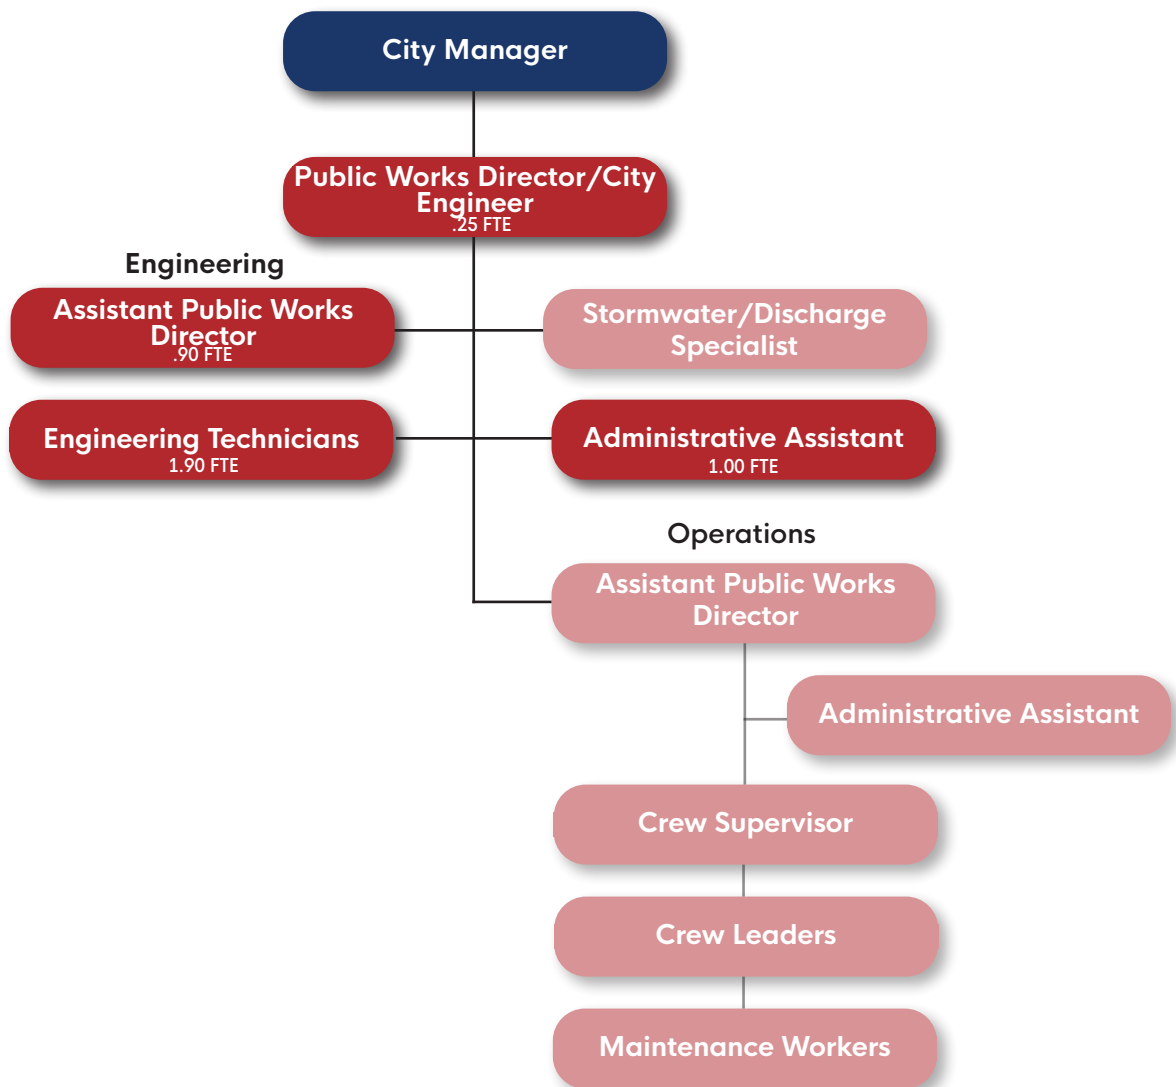 City Manager
Public Works Director/City
Engineer
.25 FTE
Engineering
Assistant Public Works
Director
.90 FTE
Stormwater/Discharge
Specialist
Engineering Technicians
1.90 FTE
Administrative Assistant
1.00 FTE
Operations
Assistant Public Works
Director
Administrative Assistant
Crew Supervisor
Crew Leaders
Maintenance Workers